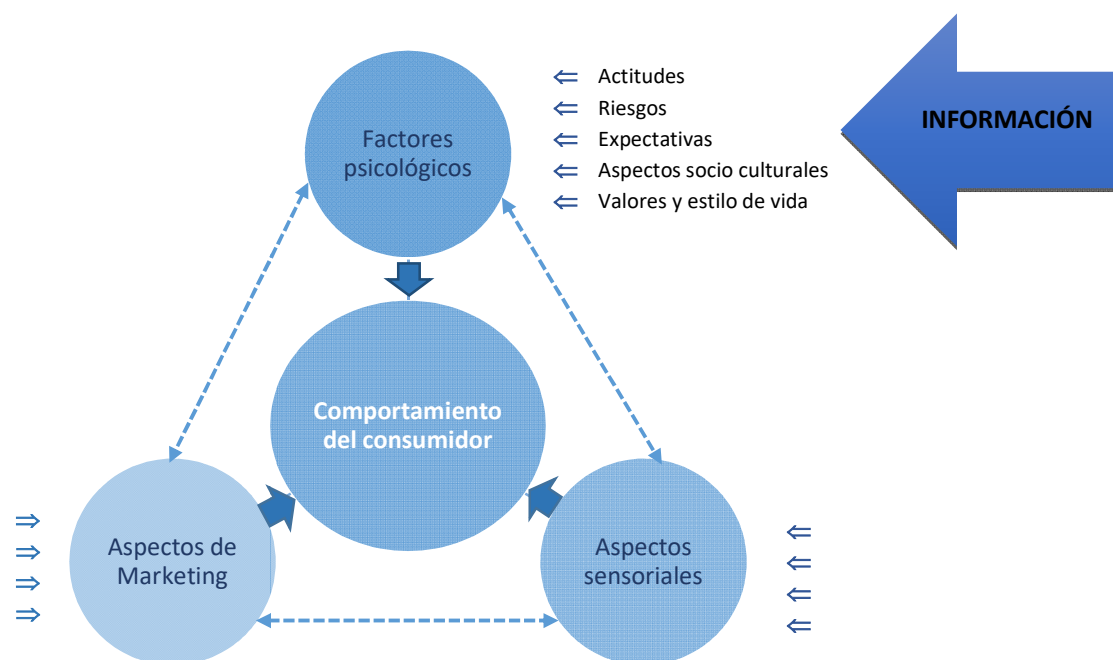 Factores
psicológicos
⇐ Actitudes
⇐ Riesgos
⇐ Expectativas
⇐ Aspectos socio culturales
⇐ Valores y estilo de vida
INFORMACIÓN
Comportamiento
del consumidor
Aspectos de
Marketing
Aspectos
sensoriales